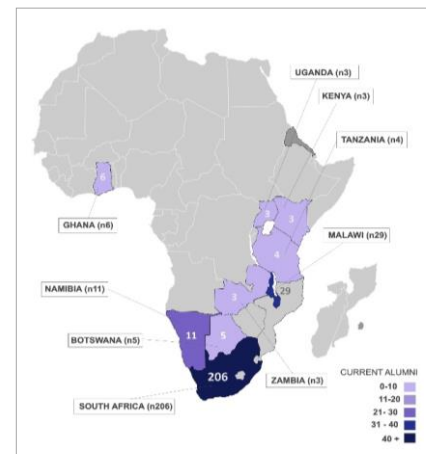 UGANDA (n3)
KENYA (n3)
TANZANIA (n4)
6
3
3
GHANA (n6)
4
MALAWI (n29)
NAMIBIA (n11)
3
29
11
5
BOTSWANA (n5)
206
ZAMBIA (n3)
SOUTH AFRICA (n206)
CURRENT ALUMNI
0-10
11-20
21- 30
31 - 40
40 +